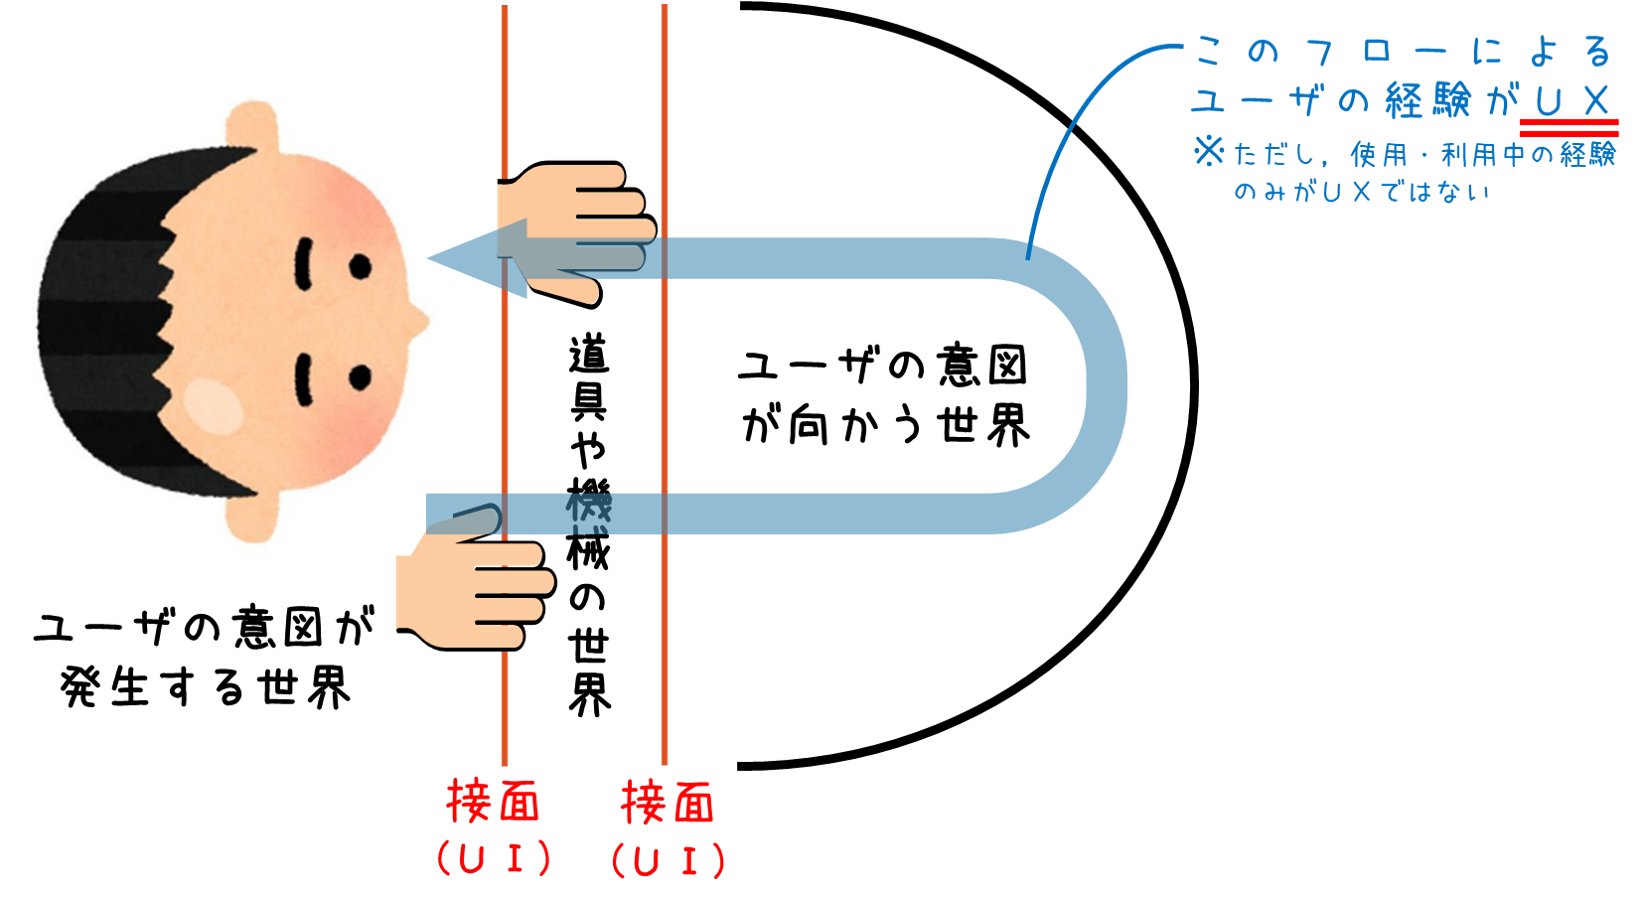 このフローによる
ユーザの経験がＵＸ
※ただし，使用・利用中の経験
のみがＵＸではない
道具や機械の世界
ユーザの意図
が向かう世界
ユーザの意図が
発生する世界
接面
（ＵＩ）
接面
（ＵＩ）